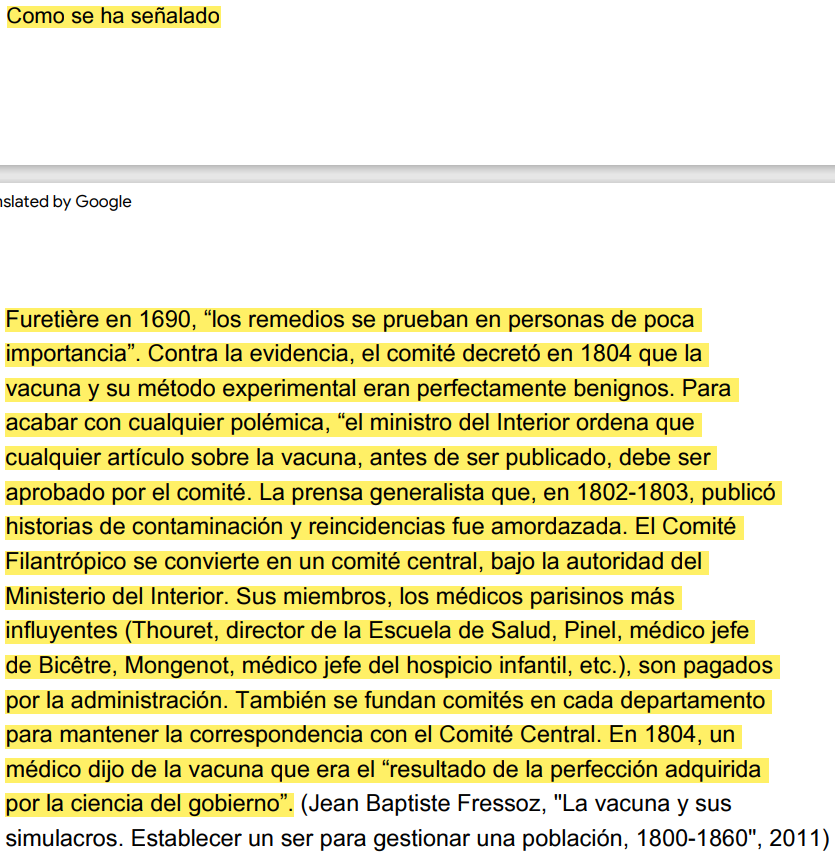 Como se ha señalado
nslated by Google
Furetière en 1690, “los remedios se prueban en personas de poca
importancia”. Contra la evidencia, el comité decretó en 1804 que la
vacuna y su método experimental eran perfectamente benignos. Para
acabar con cualquier polémica, “el ministro del Interior ordena que
cualquier artículo sobre la vacuna, antes de ser publicado, debe ser
aprobado por el comité. La prensa generalista que, en 1802-1803, publicó
historias de contaminación y reincidencias fue amordazada. El Comité
Filantrópico se convierte en un comité central, bajo la autoridad del
Ministerio del Interior. Sus miembros, los médicos parisinos más
influyentes (Thouret, director de la Escuela de Salud, Pinel, médico jefe
de Bicêtre, Mongenot, médico jefe del hospicio infantil, etc.), son pagados
por la administración. También se fundan comités en cada departamento
para mantener la correspondencia con el Comité Central. En 1804, un
médico dijo de la vacuna que era el “resultado de la perfección adquirida
por la ciencia del gobierno”. (Jean Baptiste Fressoz, "La vacuna y sus
simulacros. Establecer un ser para gestionar una población, 1800-1860", 2011)